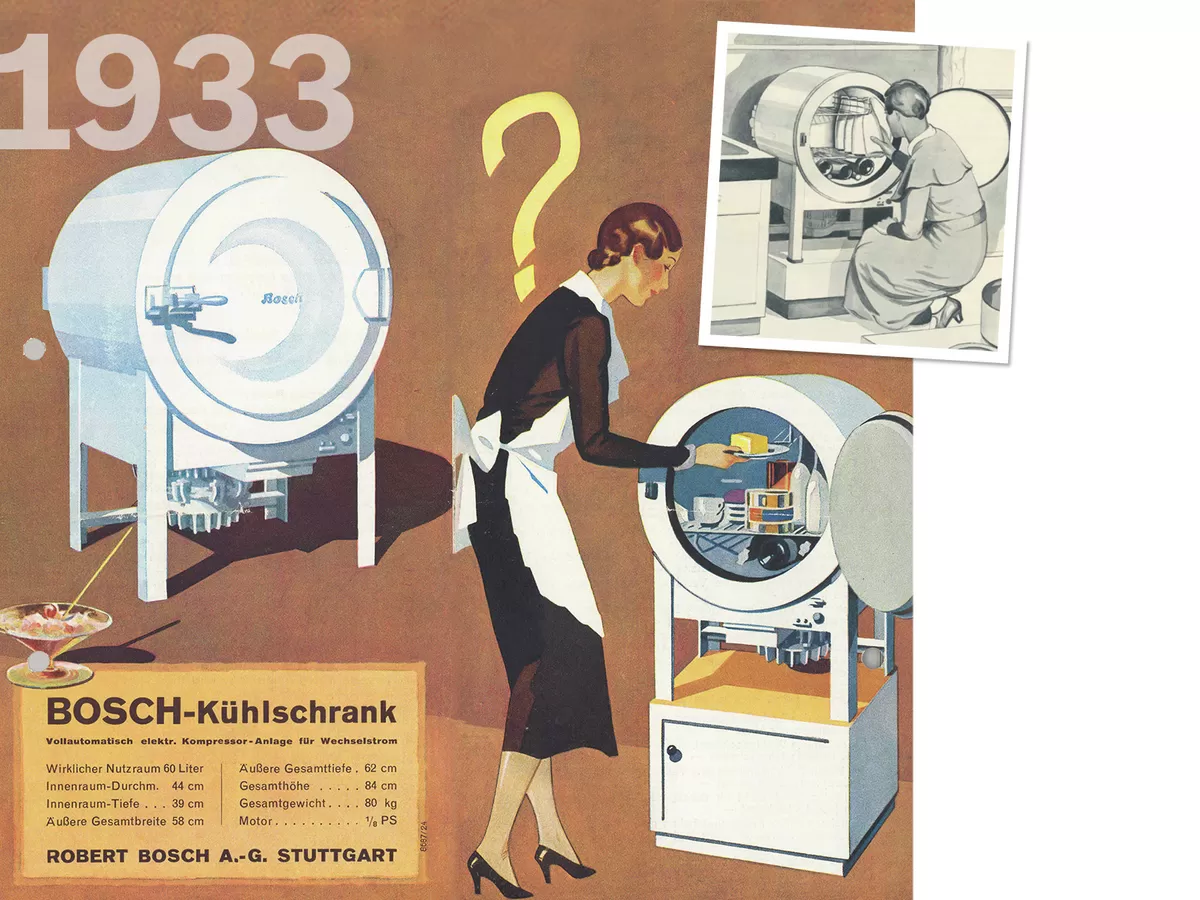 1933
?
Bosch
BOSCH-Kühlschrank
Vollautomatisch elektr. Kompressor-Anlage für Wechselstrom
Wirklicher Nutzraum 60 Liter
Innenraum-Durchm. 44 cm
Innenraum-Tiefe . . . 39 cm
Äußere Gesamtbreite 58 cm
Äußere Gesamttiefe . 62 cm
Gesamthöhe . . . . . 84 cm
Gesamtgewicht . . . . 80 kg
Motor . . . . . . . . . . ⅛ PS
ROBERT BOSCH A.-G. STUTTGART